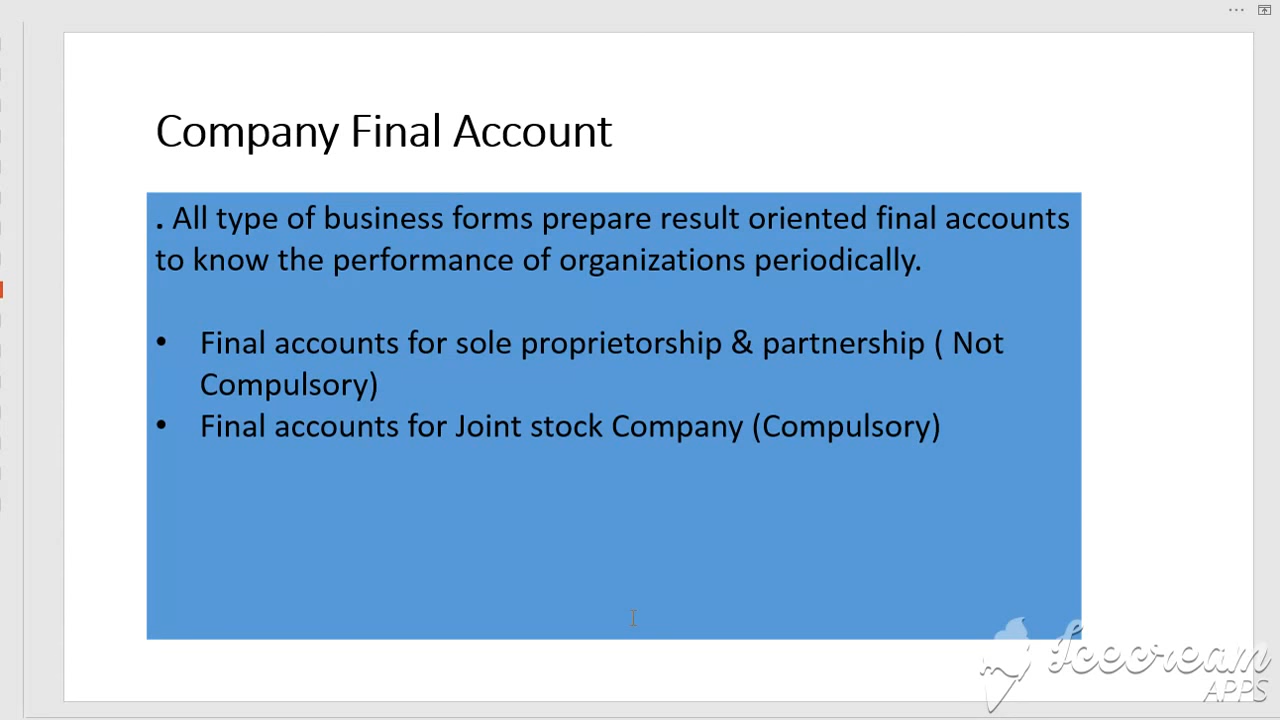 Company Final Account
. All type of business forms prepare result oriented final accounts
to know the performance of organizations periodically.
• Final accounts for sole proprietorship & partnership ( Not
Compulsory)
• Final accounts for Joint stock Company (Compulsory)
Icecream
APPS